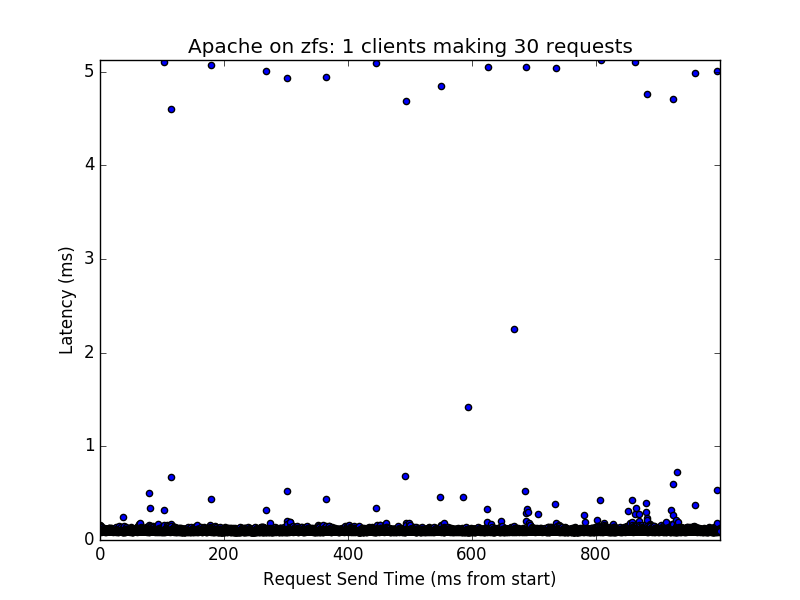 Apache on zfs: 1 clients making 30 requests
5
4
3
2
1
0
Latency (ms)
0 200 400 600 800
Request Send Time (ms from start)